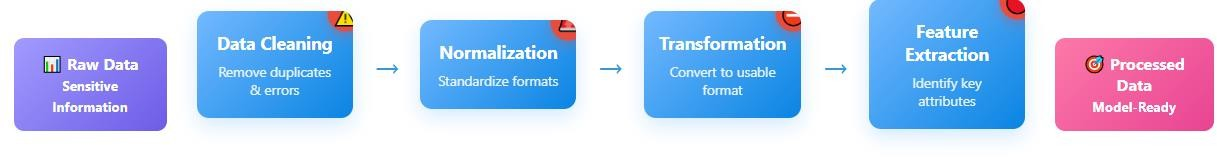 Raw Data
Sensitive
Information
Data Cleaning
Remove duplicates
& errors
→
Normalization
Standardize formats
→
Transformation
Convert to usable
format
→
Feature
Extraction
Identify key
attributes
Processed
Data
Model-Ready